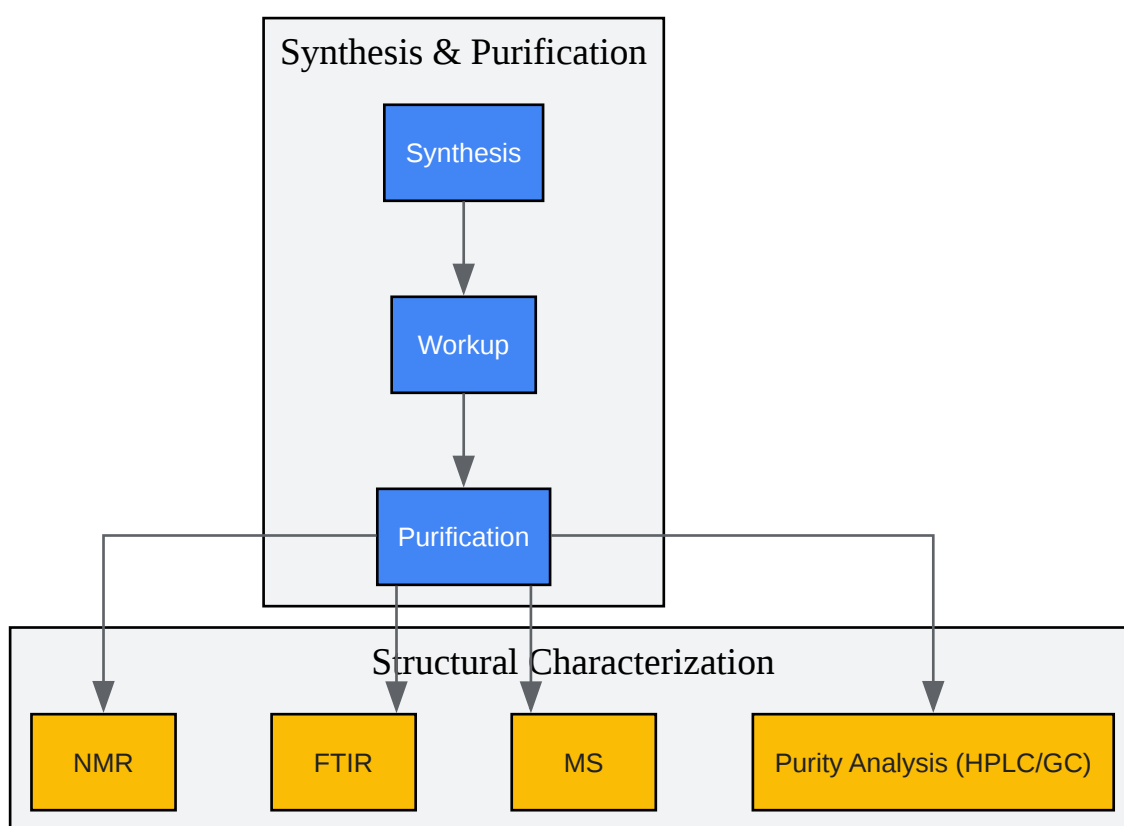 Synthesis & Purification
Synthesis
Workup
Purification
Structural Characterization
NMR
FTIR
MS
Purity Analysis (HPLC/GC)